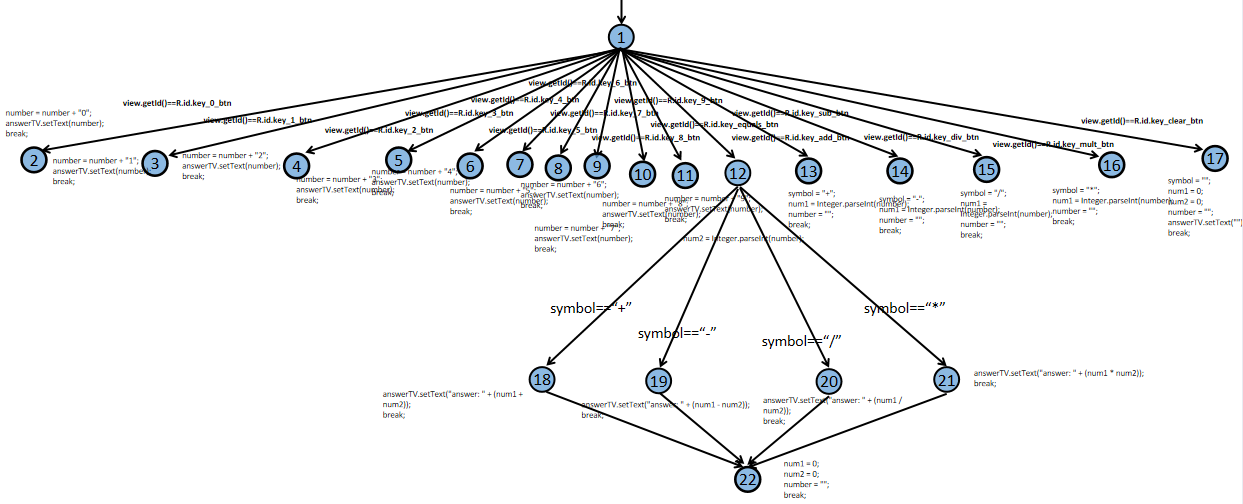 1
view.getId()==R.id.key_6_btn
view.getId()==R.id.key_0_btn
view.getId()==R.id.key_4_btn
view.getId()==R.id.key_9_btn
number = number + "0";
answerTV.setText(number);
break;
view.getId()==R.id.key_1_btn
view.getId()==R.id.key_3_btn
view.getId()==R.id.key_7_btn
view.getId()==R.id.key_sub_btn
view.getId()==R.id.key_clear_btn
view.getId()==R.id.key_2_btn
view.getId()==R.id.key_5_btn
view.getId()==R.id.key_equals_btn
view.getId()==R.id.key_8_btn
view.getId()==R.id.key_add_btn
view.getId()==R.id.key_div_btn
view.getId()==R.id.key_mult_btn
2
3
4
5
6
7
8
9
10
11
12
13
14
15
16
17
number = number + "1";
answerTV.setText(number);
break;
number = number + "2";
answerTV.setText(number);
break;
number = number + "3";
answerTV.setText(number);
break;
number = number + "4";
answerTV.setText(number);
break;
number = number +
answerTV.setText(number);
break;
number = number + "6";
answerTV.setText(number);
break;
number = number + "7";
answerTV.setText(number);
break;
number = number + "8";
answerTV.setText(number);
break;
number = number + "9";
answerTV.setText(number);
break;
num2 = Integer.parseInt(number);
symbol = "+";
num1 = Integer.parseInt(number);
number = "";
break;
symbol = "-";
num1 = Integer.parseInt(number);
number = "";
break;
symbol = "/";
num1 =
Integer.parseInt(number);
number = "";
break;
symbol = "*";
num1 = Integer.parseInt(number);
number = "";
break;
symbol = "";
num1 = 0;
num2 = 0;
number = "";
answerTV.setText("")
break;
symbol==“+”
symbol==“-”
symbol==“/”
symbol==“*”
18
19
20
21
answerTV.setText("answer: " + (num1 +
num2));
break;
answerTV.setText("answer: " + (num1 - num2));
break;
answerTV.setText("answer: " + (num1 /
num2));
break;
answerTV.setText("answer: " + (num1 * num2));
break;
22
num1 = 0;
num2 = 0;
number = "";
break;